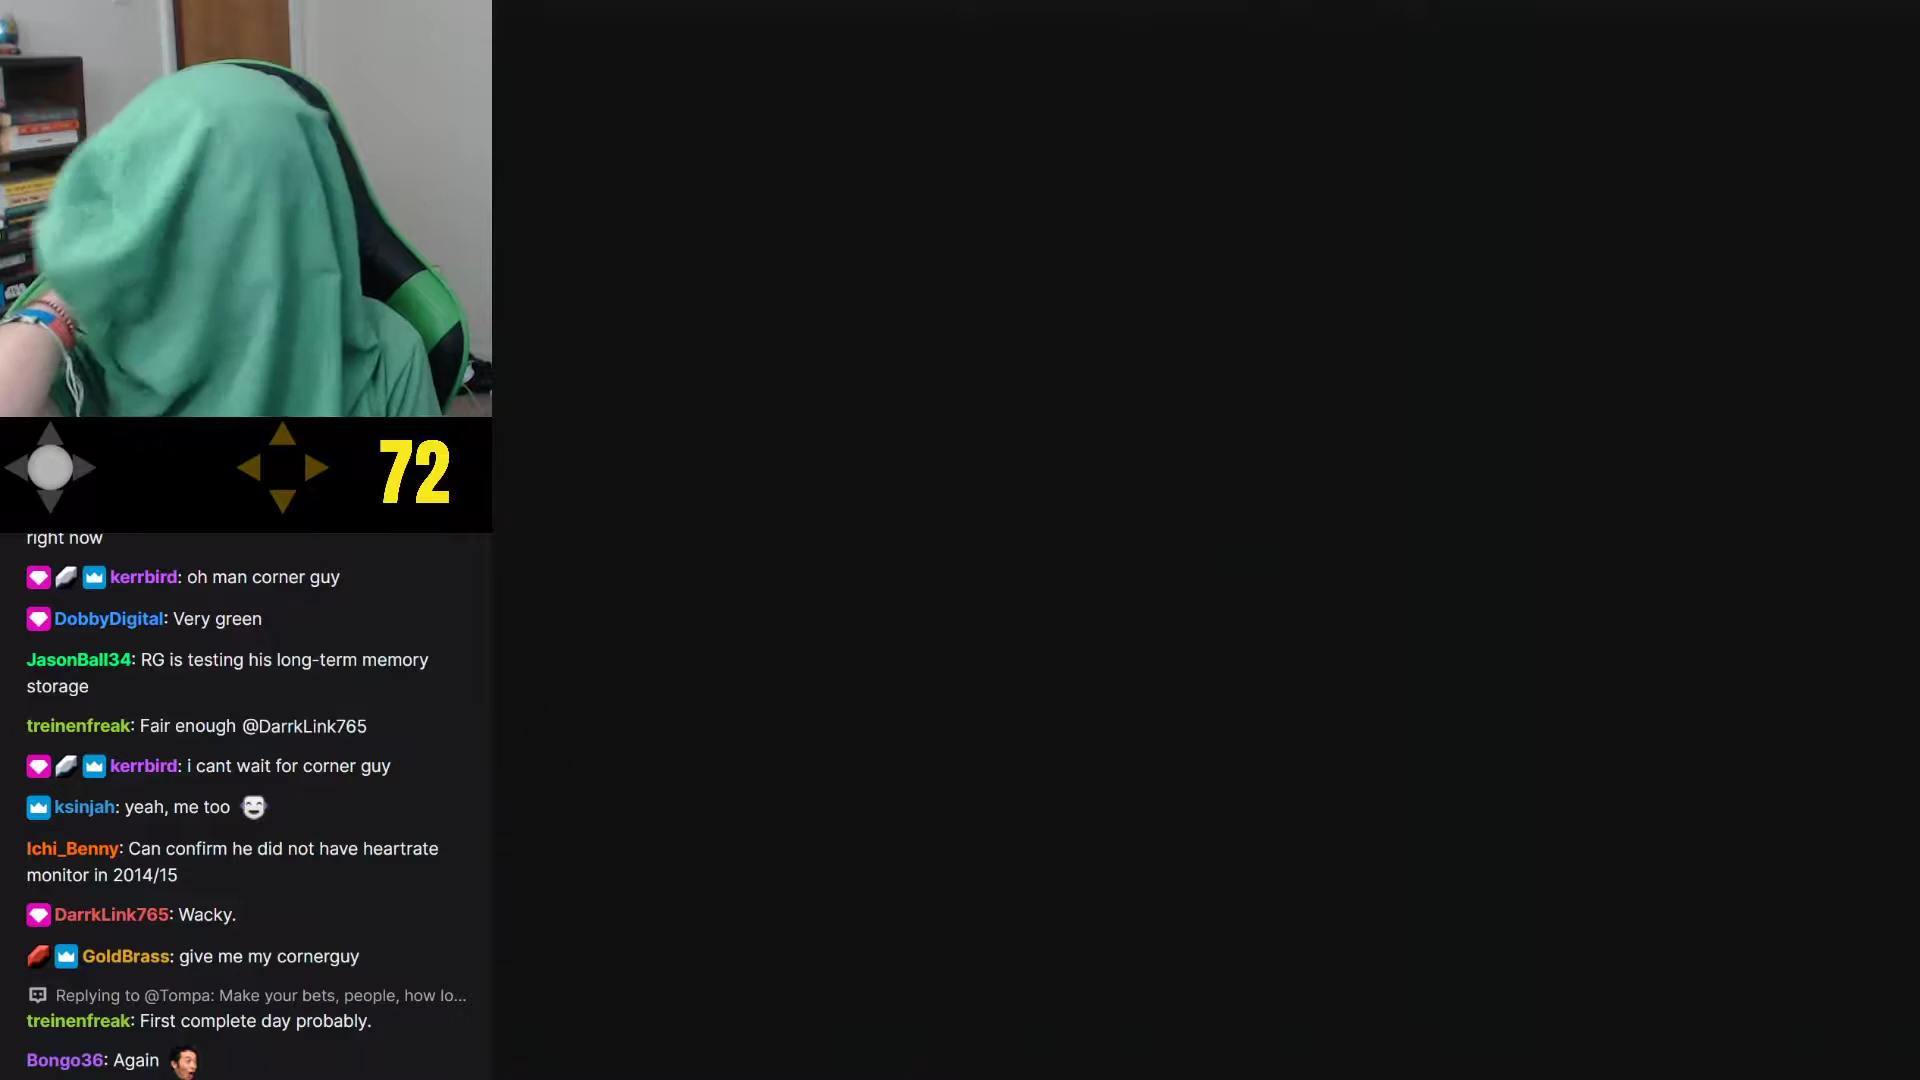 72
right now
kerrbird: oh man corner guy
DobbyDigital: Very green
JasonBall34: RG is testing his long-term memory
storage
treinenfreak: Fair enough @DarrkLink765
kerrbird: i cant wait for corner guy
ksinjah: yeah, me too
Ichi_Benny: Can confirm he did not have heartrate
monitor in 2014/15
DarrkLink765: Wacky.
GoldBrass: give me my cornerguy
Replying to @Tompa: Make your bets, people, how lo...
treinenfreak: First complete day probably.
Bongo36: Again